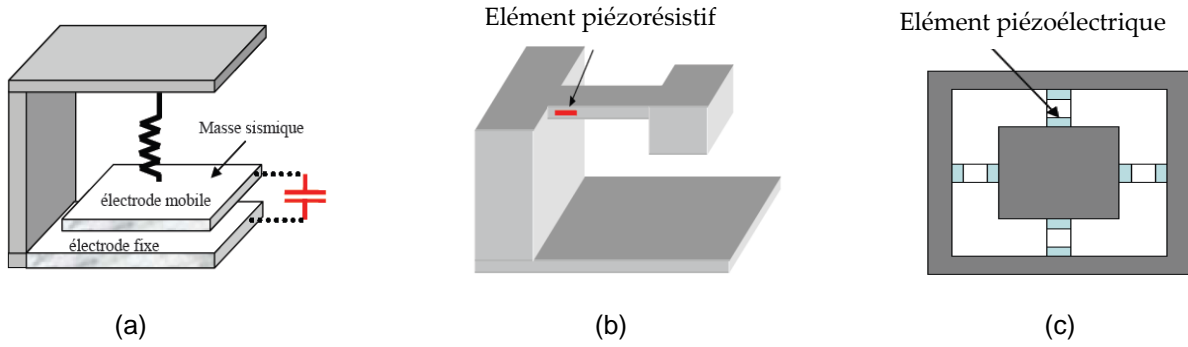 Elément piézorésistif
Elément piézoélectrique
Masse sismique
électrode mobile
électrode fixe
(a)
(b)
(c)